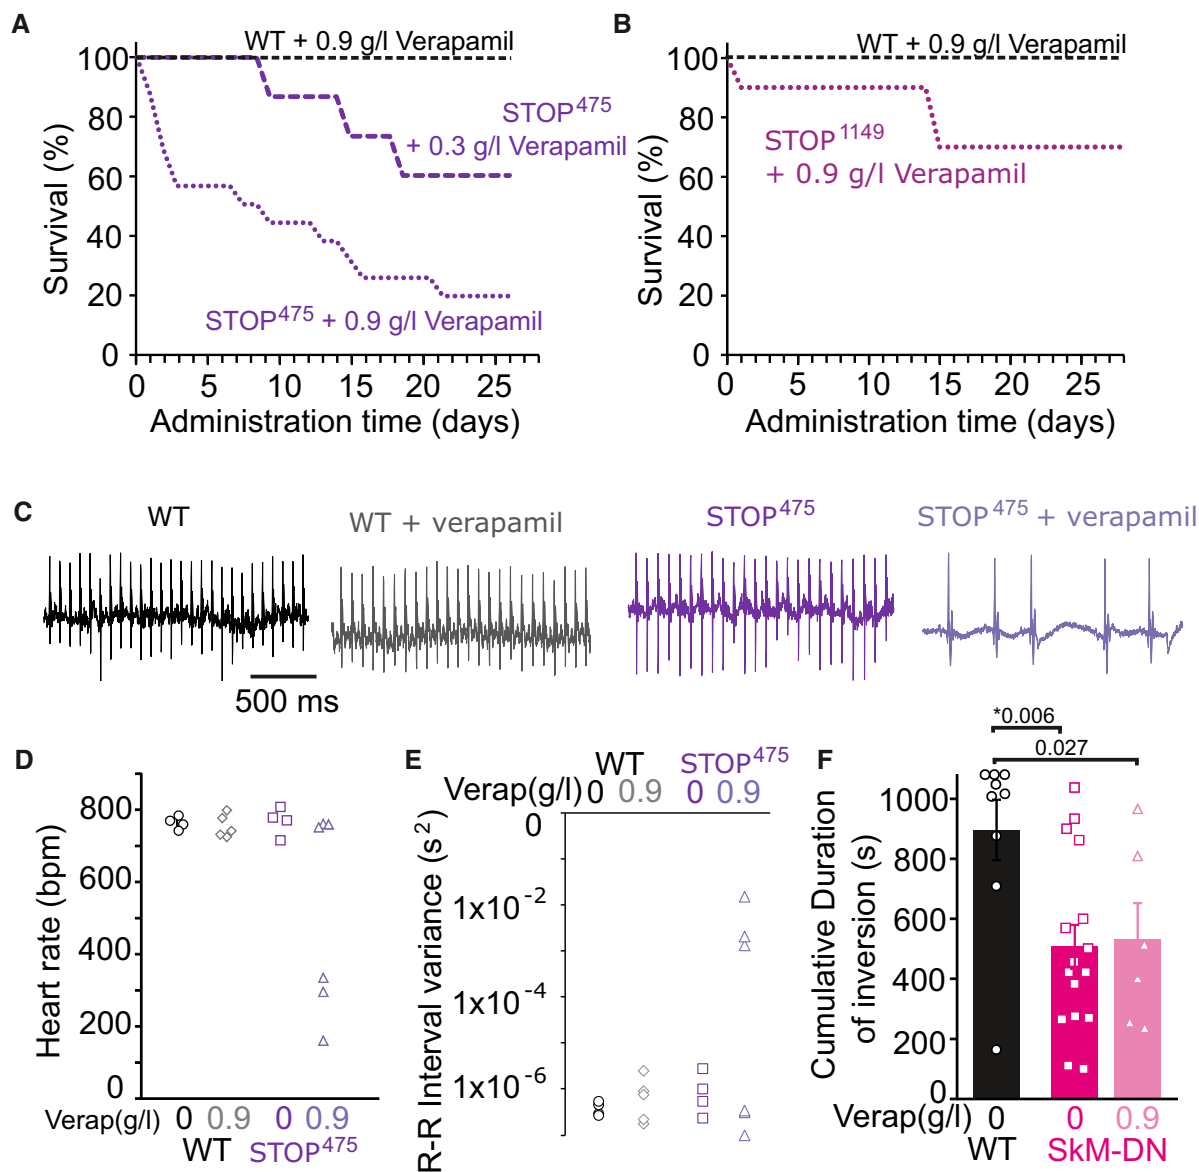 A
WT + 0.9 g/l Verapamil
100
80
60
40
20
0
Survival (%)
STOP475
+ 0.3 g/l Verapamil
STOP475 + 0.9 g/l Verapamil
0 5 10 15 20 25
Administration time (days)
B
WT + 0.9 g/l Verapamil
100
80
60
40
20
0
Survival (%)
STOP1149
+ 0.9 g/l Verapamil
0 5 10 15 20 25
Administration time (days)
C
WT
WT + verapamil
STOP475
STOP475 + verapamil
500 ms
D
800
600
400
200
0
Heart rate (bpm)
Verap(g/l) 0 0.9 0 0.9
WT STOP475
E
WT STOP475
Verap(g/l) 0 0.9 0 0.9
0
1x10-2
1x10-4
1x10-6
R-R Interval variance (s2)
F
*0.006
0.027
1000
800
600
400
200
0
Cumulative Duration
of inversion (s)
Verap(g/l) 0 0 0.9
WT SkM-DN